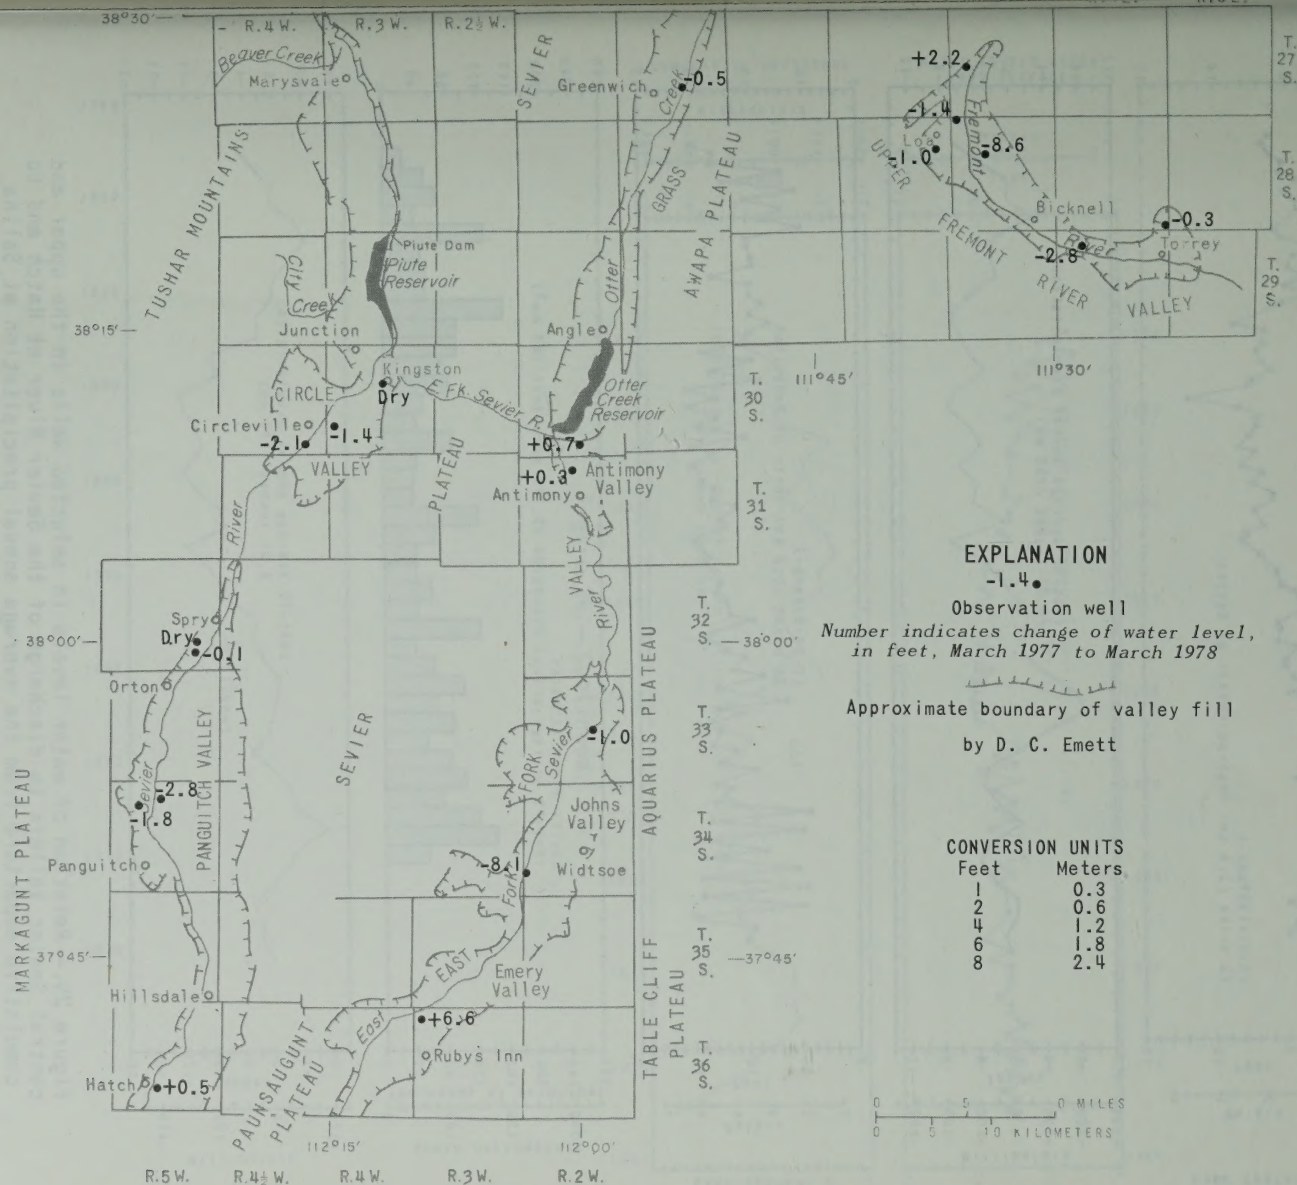 38°30'
R.4 W.
R.3 W.
R.2½ W.
Beaver Creek
Marysvale
SEVIER
Greenwich
Creek
-0.5
+2.2
T.
27
S.
-1.4
Fremont
Loa
-1.0
-8.6
UPPER
T.
28
S.
TUSHAR MOUNTAINS
GRASS
AWAPA PLATEAU
Bicknell
-0.3
FREMONT
River
Torrey
-2.8
RIVER
VALLEY
T.
29
S.
Piute Dam
Piute
Reservoir
City
Creek
Otter
38°15'
Junction
Angle
Kingston
Dry
CIRCLE
E. Fk. Sevier R.
Otter
Creek
Reservoir
T.
30
S.
111°45'
111°30'
Circleville
-2.1
-1.4
VALLEY
+0.7
+0.3
Antimony
Valley
Antimony
PLATEAU
T.
31
S.
River
VALLEY
River
EXPLANATION
-1.4
Observation well
Number indicates change of water level,
in feet, March 1977 to March 1978
Approximate boundary of valley fill
by D. C. Emett
Spry
Dry
-0.1
38°00'
T.
32
S.
38°00'
Orton
PANGUITCH VALLEY
SEVIER
AQUARIUS PLATEAU
T.
33
S.
-1.0
Sevier
FORK
MARKAGUNT PLATEAU
Sevier
-2.8
-1.8
Johns
Valley
T.
34
S.
Panguitch
-8.1
Fork
Widtsoe
CONVERSION UNITS
Feet Meters
1 0.3
2 0.6
4 1.2
6 1.8
8 2.4
37°45'
EAST
Emery
Valley
TABLE CLIFF
PLATEAU
T.
35
S.
37°45'
Hillsdale
East
+6.6
Rubys Inn
PAUNSAUGUNT
PLATEAU
T.
36
S.
Hatch
+0.5
0 5 0 MILES
0 5 10 KILOMETERS
112°15'
112°00'
R.5 W.
R.4½ W.
R.4 W.
R.3 W.
R.2 W.